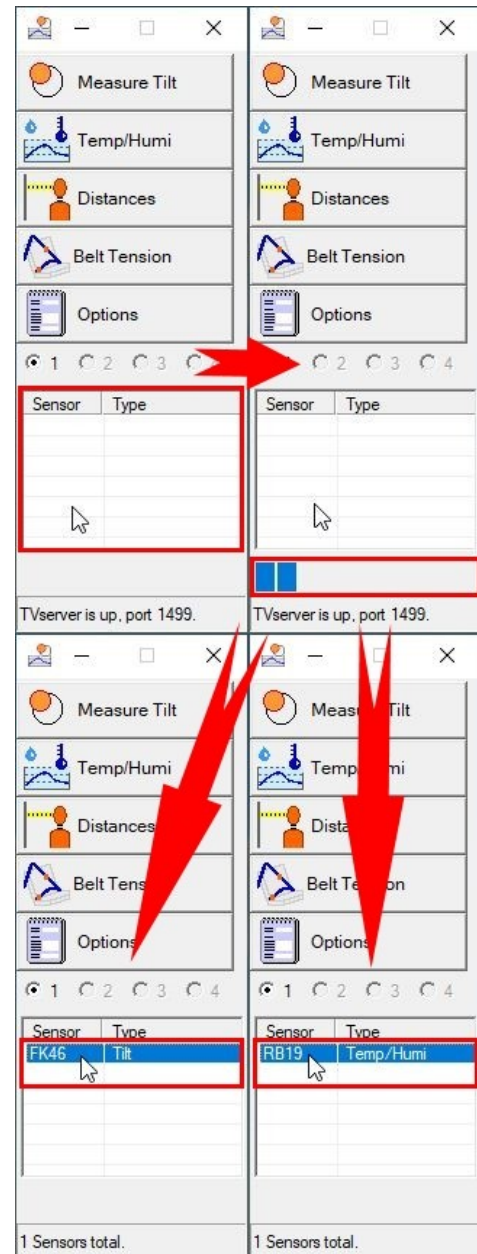 Measure Tilt
Temp/Humi
Distances
Belt Tension
Options
1 2 3
Sensor Type
TVserver is up, port 1499.
Measure Tilt
Temp/Humi
Distances
Belt Tension
Options
2 3 4
Sensor Type
TVserver is up, port 1499.
Measure Tilt
Temp/Humi
Distances
Belt Tens
Options
1 2 3 4
Sensor Type
FK46 Tilt
1 Sensors total.
Meas Tilt
Temp mi
Dista
Belt Te on
Options
1 2 3 4
Sensor Type
RB19 Temp/Humi
1 Sensors total.